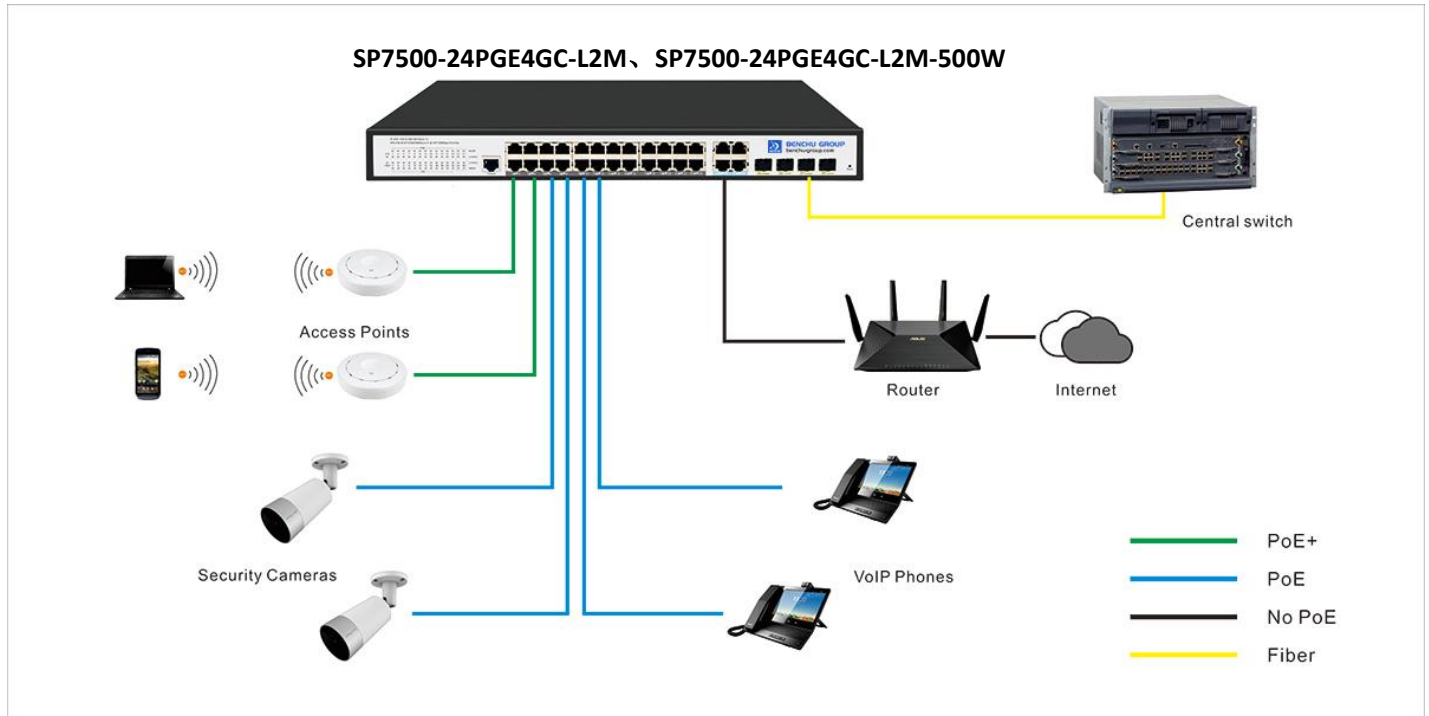 SP7500-24PGE4GC-L2M、SP7500-24PGE4GC-L2M-500W
BENCHU GROUP
benchugroup.com
Central switch
Access Points
Router
Internet
Security Cameras
VoIP Phones
PoE+
PoE
No PoE
Fiber